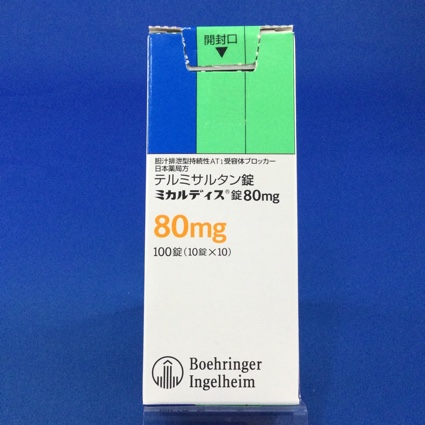 開封口
胆汁排泄型持続性AT₁受容体ブロッカー
日本薬局方
テルミサルタン錠
ミカルディス®錠80mg
80mg
100錠(10錠×10)
Boehringer
Ingelheim